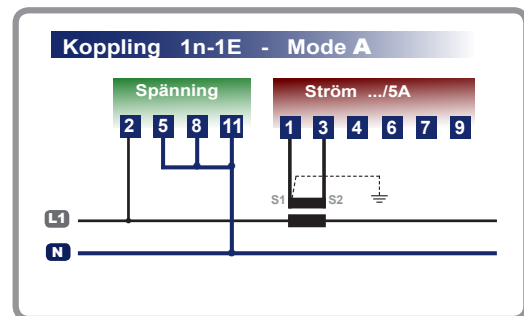 Koppling 1n-1E - Mode A
Spänning
Ström .../5A
2 5 8 11
1 3 4 6 7 9
S1 S2
L1
N